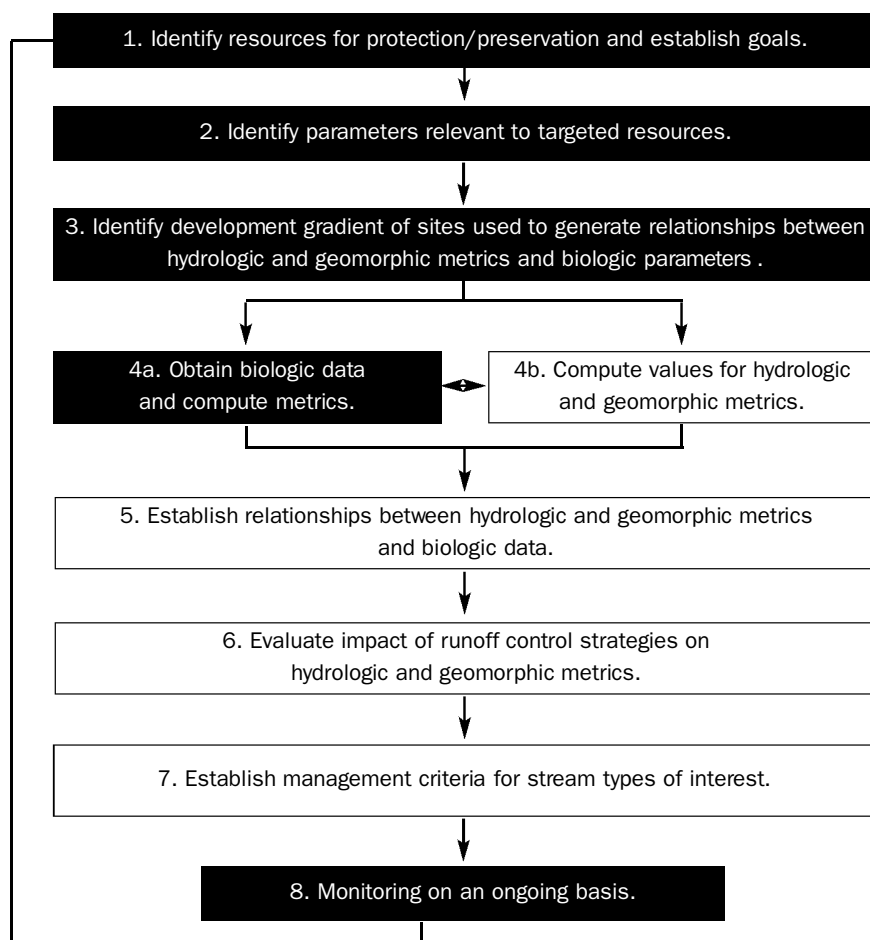 1. Identify resources for protection/preservation and establish goals.
2. Identify parameters relevant to targeted resources.
3. Identify development gradient of sites used to generate relationships between
hydrologic and geomorphic metrics and biologic parameters .
4a. Obtain biologic data
and compute metrics.
4b. Compute values for hydrologic
and geomorphic metrics.
5. Establish relationships between hydrologic and geomorphic metrics
and biologic data.
6. Evaluate impact of runoff control strategies on
hydrologic and geomorphic metrics.
7. Establish management criteria for stream types of interest.
8. Monitoring on an ongoing basis.